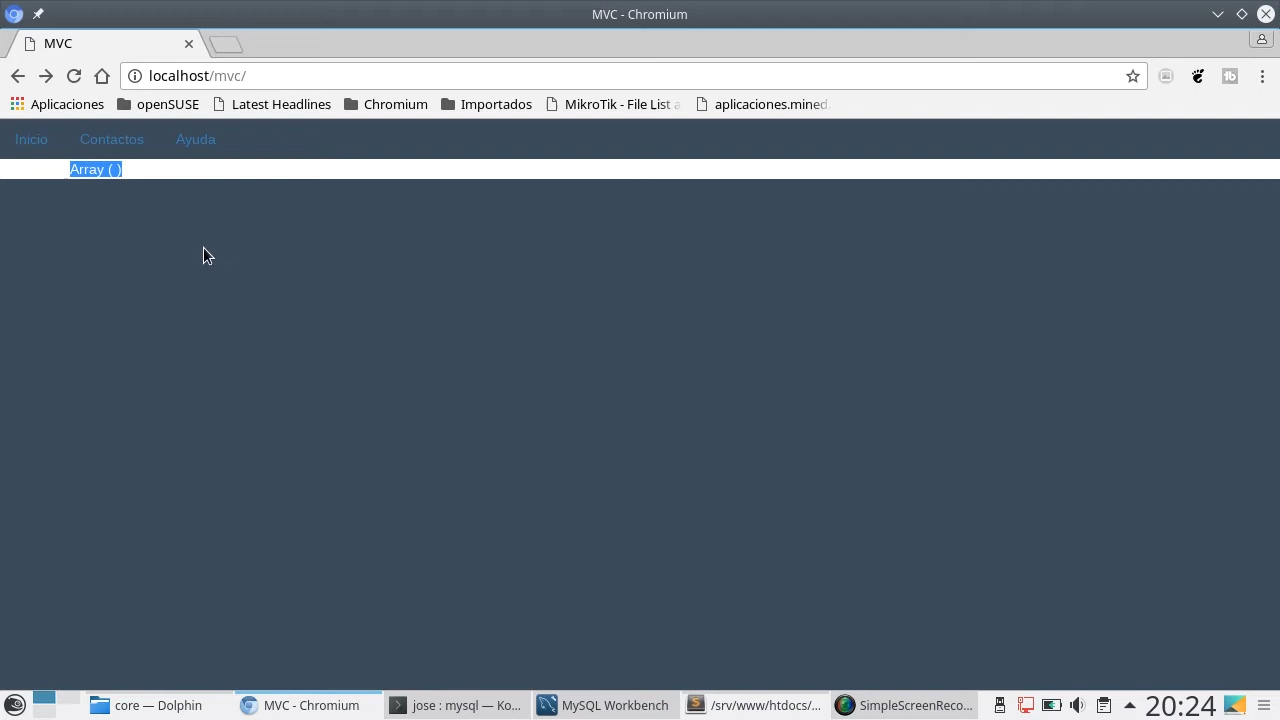 MVC - Chromium
MVC
localhost/mvc/
Aplicaciones openSUSE Latest Headlines Chromium Importados MikroTik - File List a aplicaciones.mined
Inicio Contactos Ayuda
Array ( )
core — Dolphin MVC - Chromium jose : mysql — Ko... MySQL Workbench /srv/www/htdocs/... SimpleScreenReco... 20:24